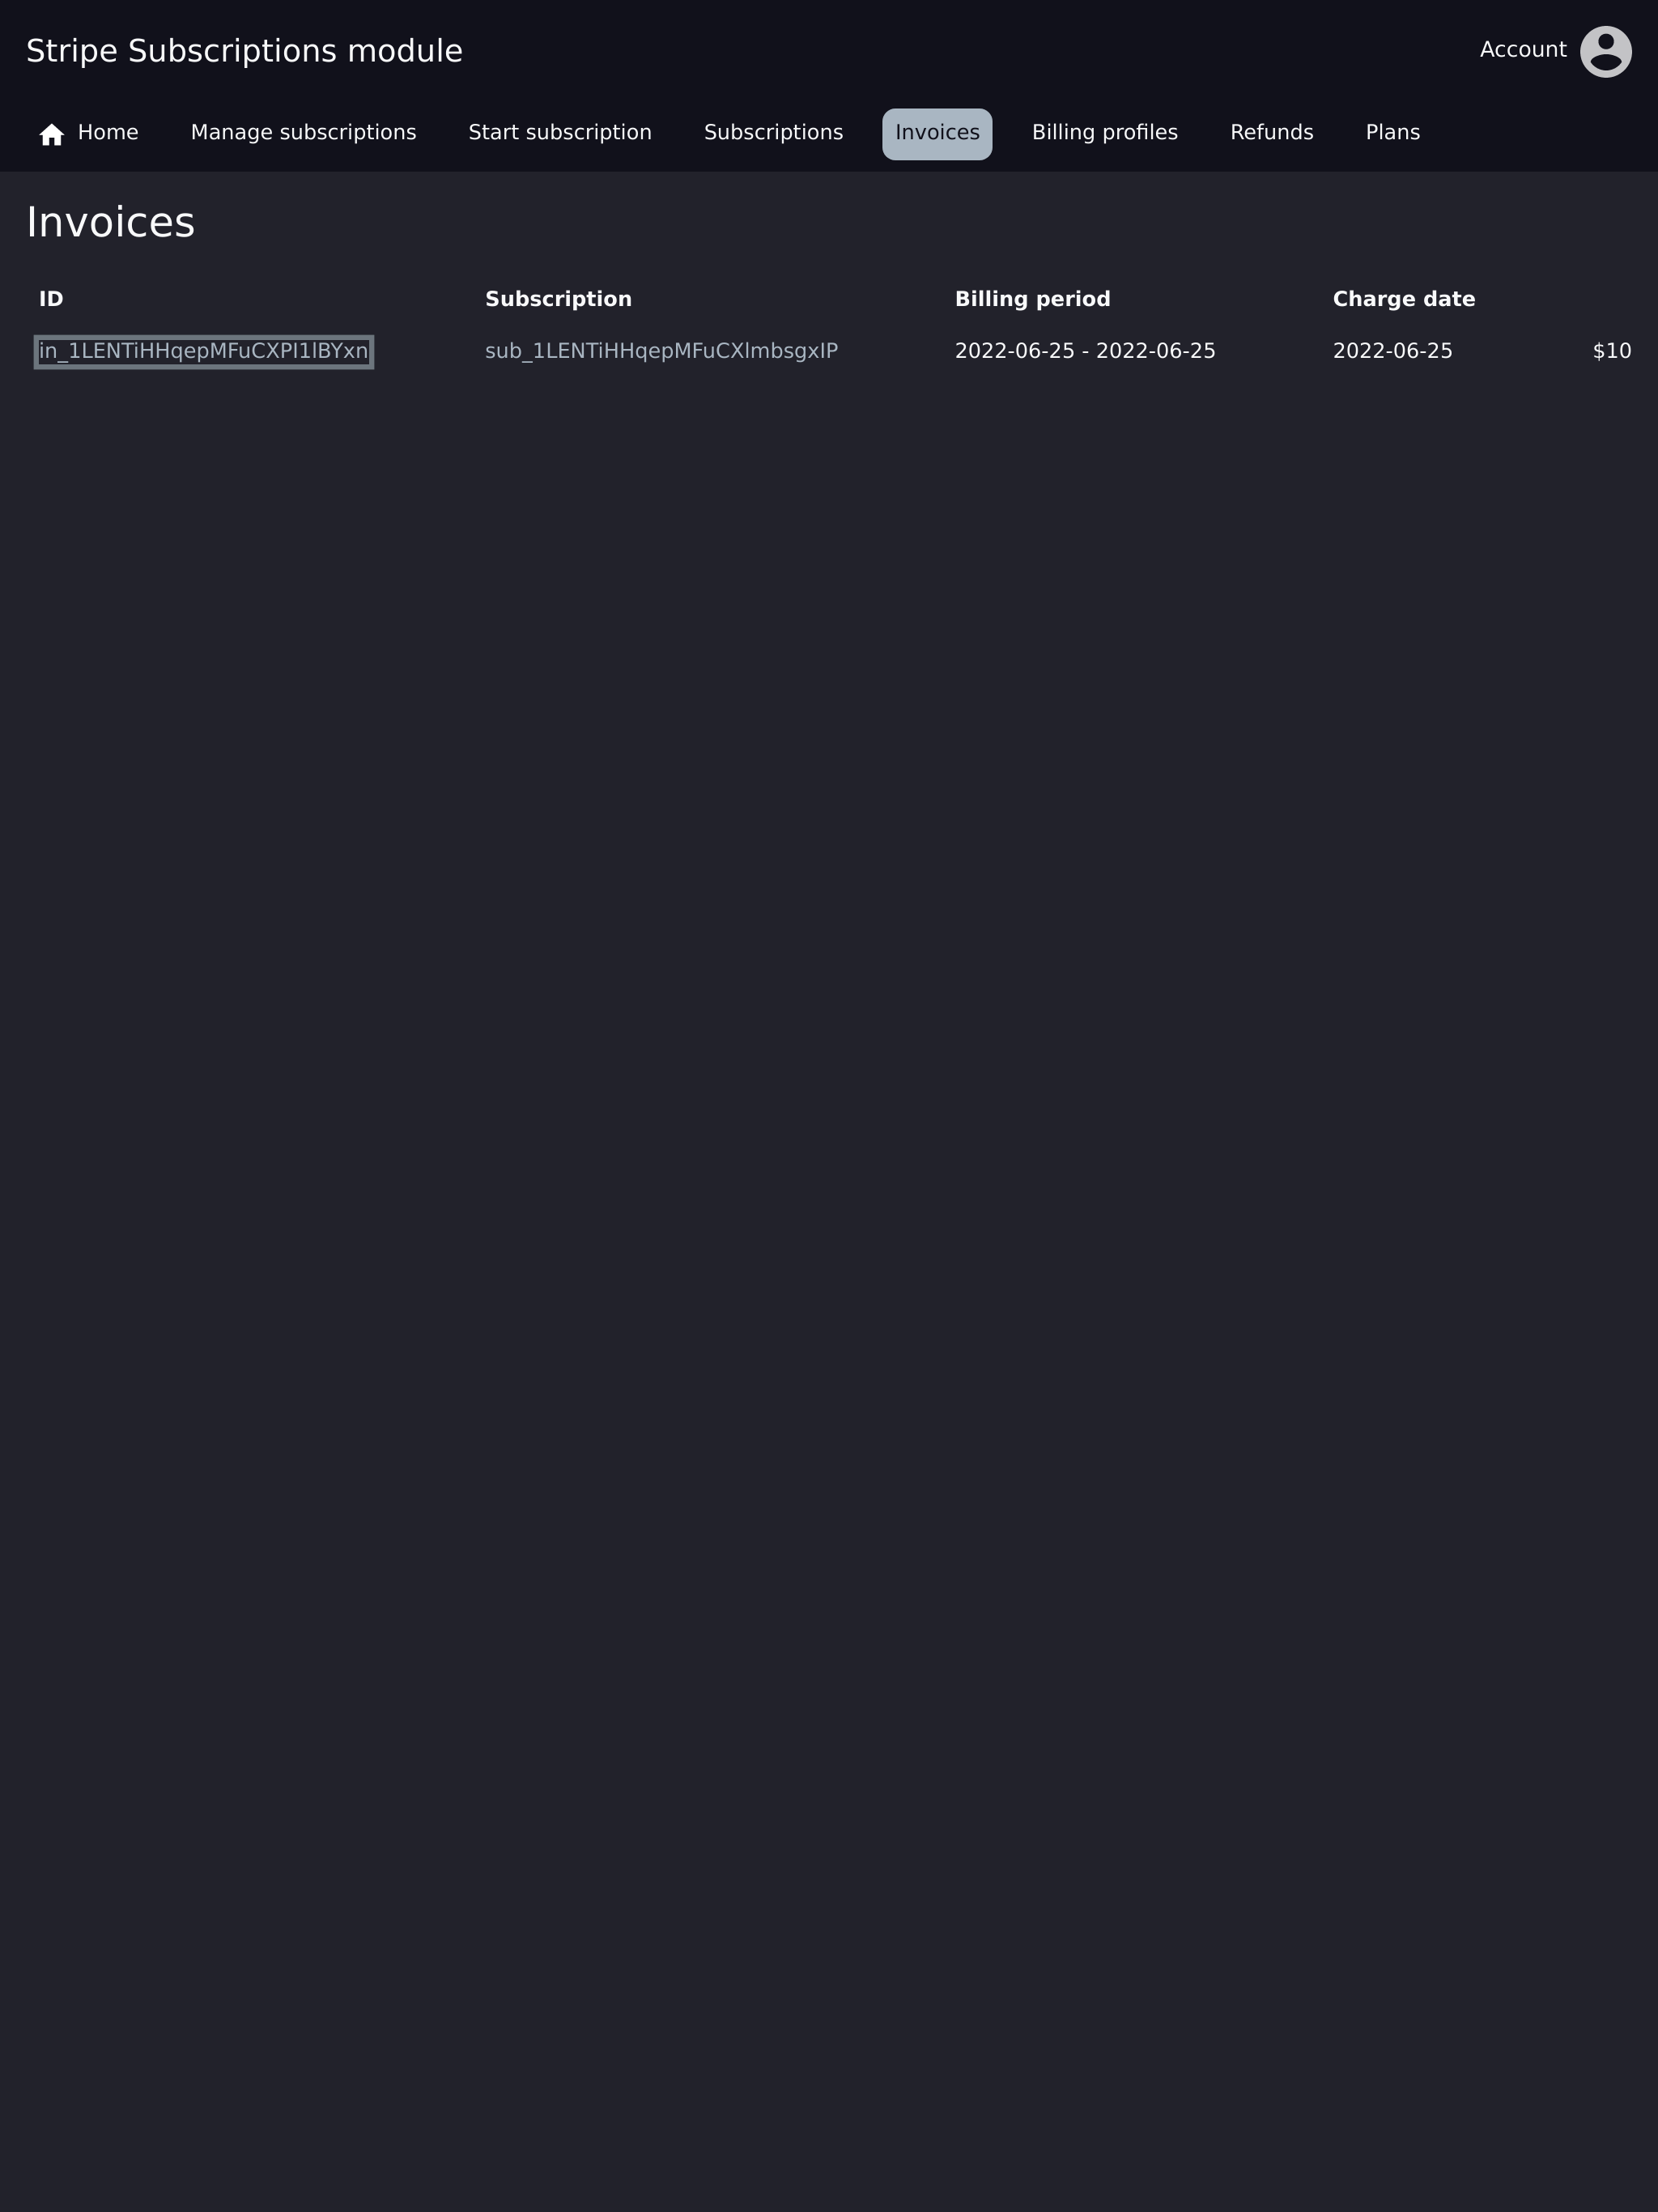 Stripe Subscriptions module
Account
Home Manage subscriptions Start subscription Subscriptions Invoices Billing profiles Refunds Plans
Invoices
ID Subscription Billing period Charge date
in_1LENTiHHqepMFuCXPI1lBYxn sub_1LENTiHHqepMFuCXlmbsgxIP 2022-06-25 - 2022-06-25 2022-06-25 $10